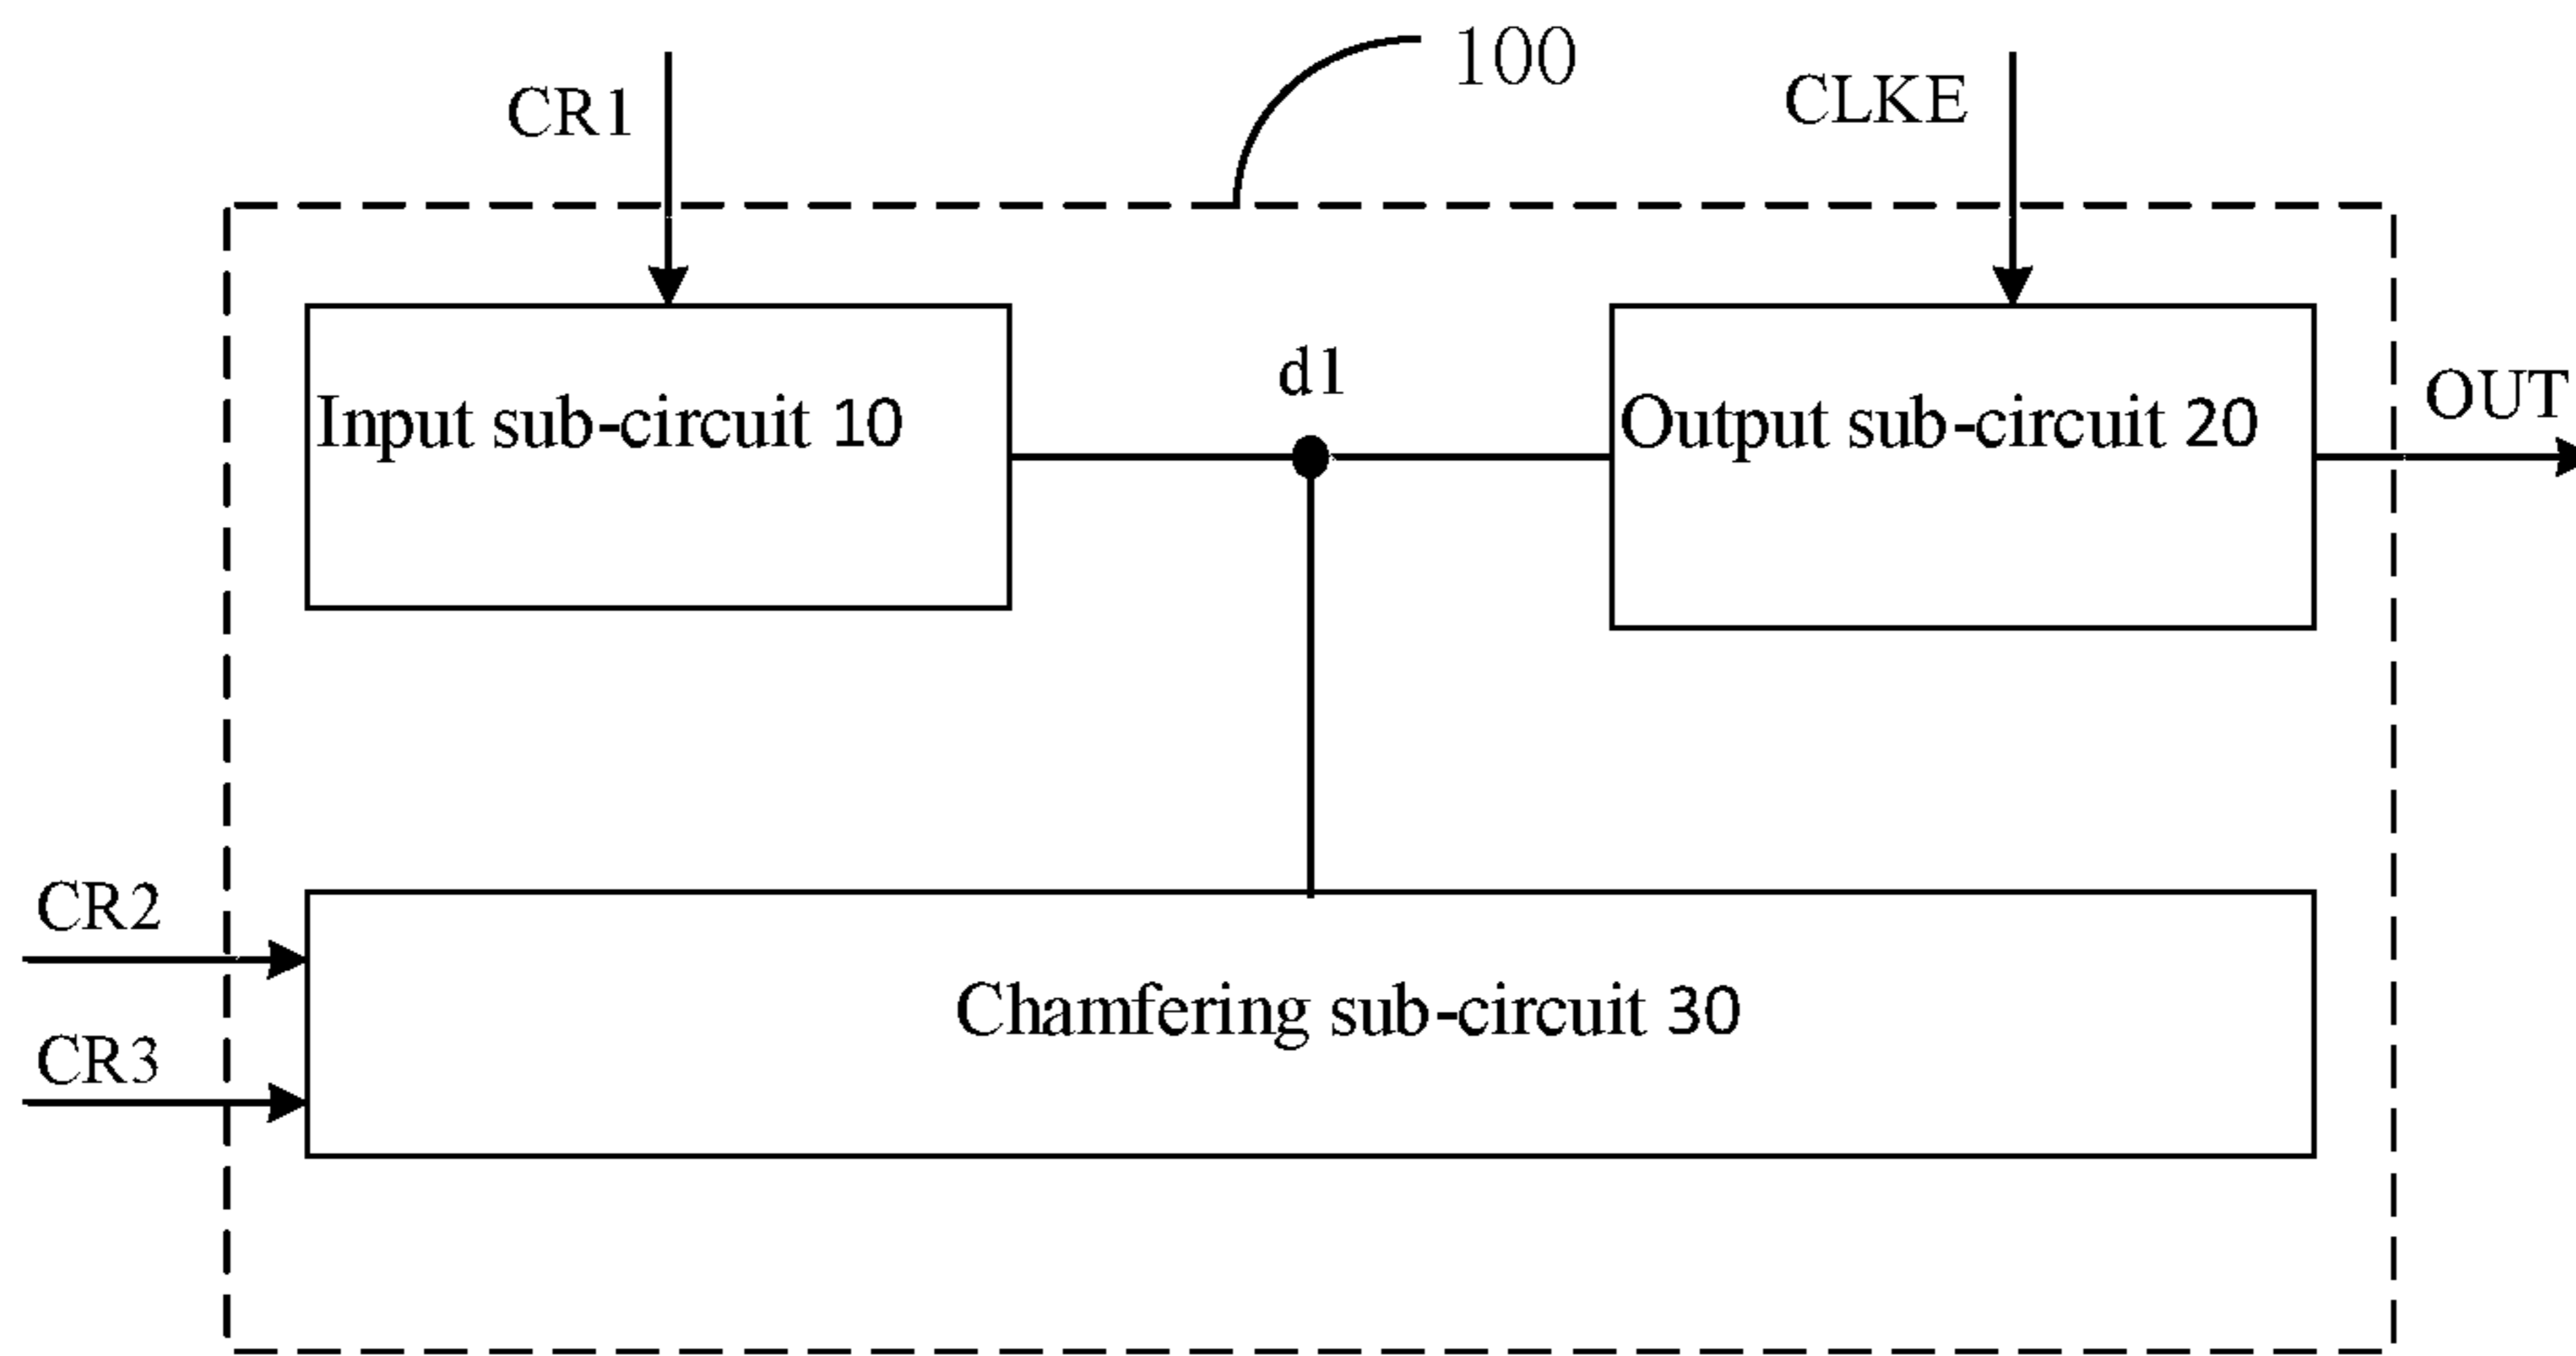 100
CR1
CLKE
d1
OUT
Input sub-circuit 10
Output sub-circuit 20
CR2
Chamfering sub-circuit 30
CR3